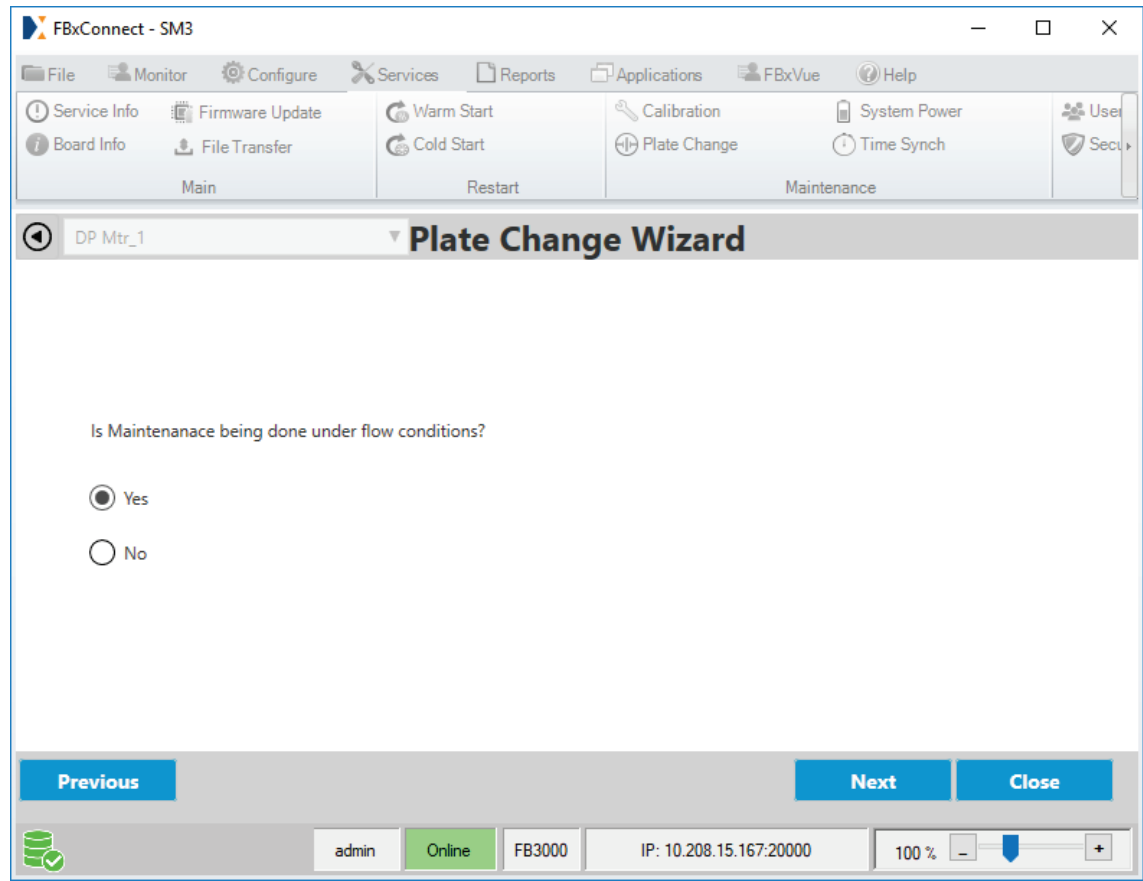 FBxConnect - SM3
File Monitor Configure Services Reports Applications FBxVue Help
Service Info Firmware Update Warm Start Calibration System Power User
Board Info File Transfer Cold Start Plate Change Time Synch Secu
Main Restart Maintenance
DP Mtr_1 Plate Change Wizard
Is Maintenanace being done under flow conditions?
Yes
No
Previous Next Close
admin Online FB3000 IP: 10.208.15.167:20000 100 % - +